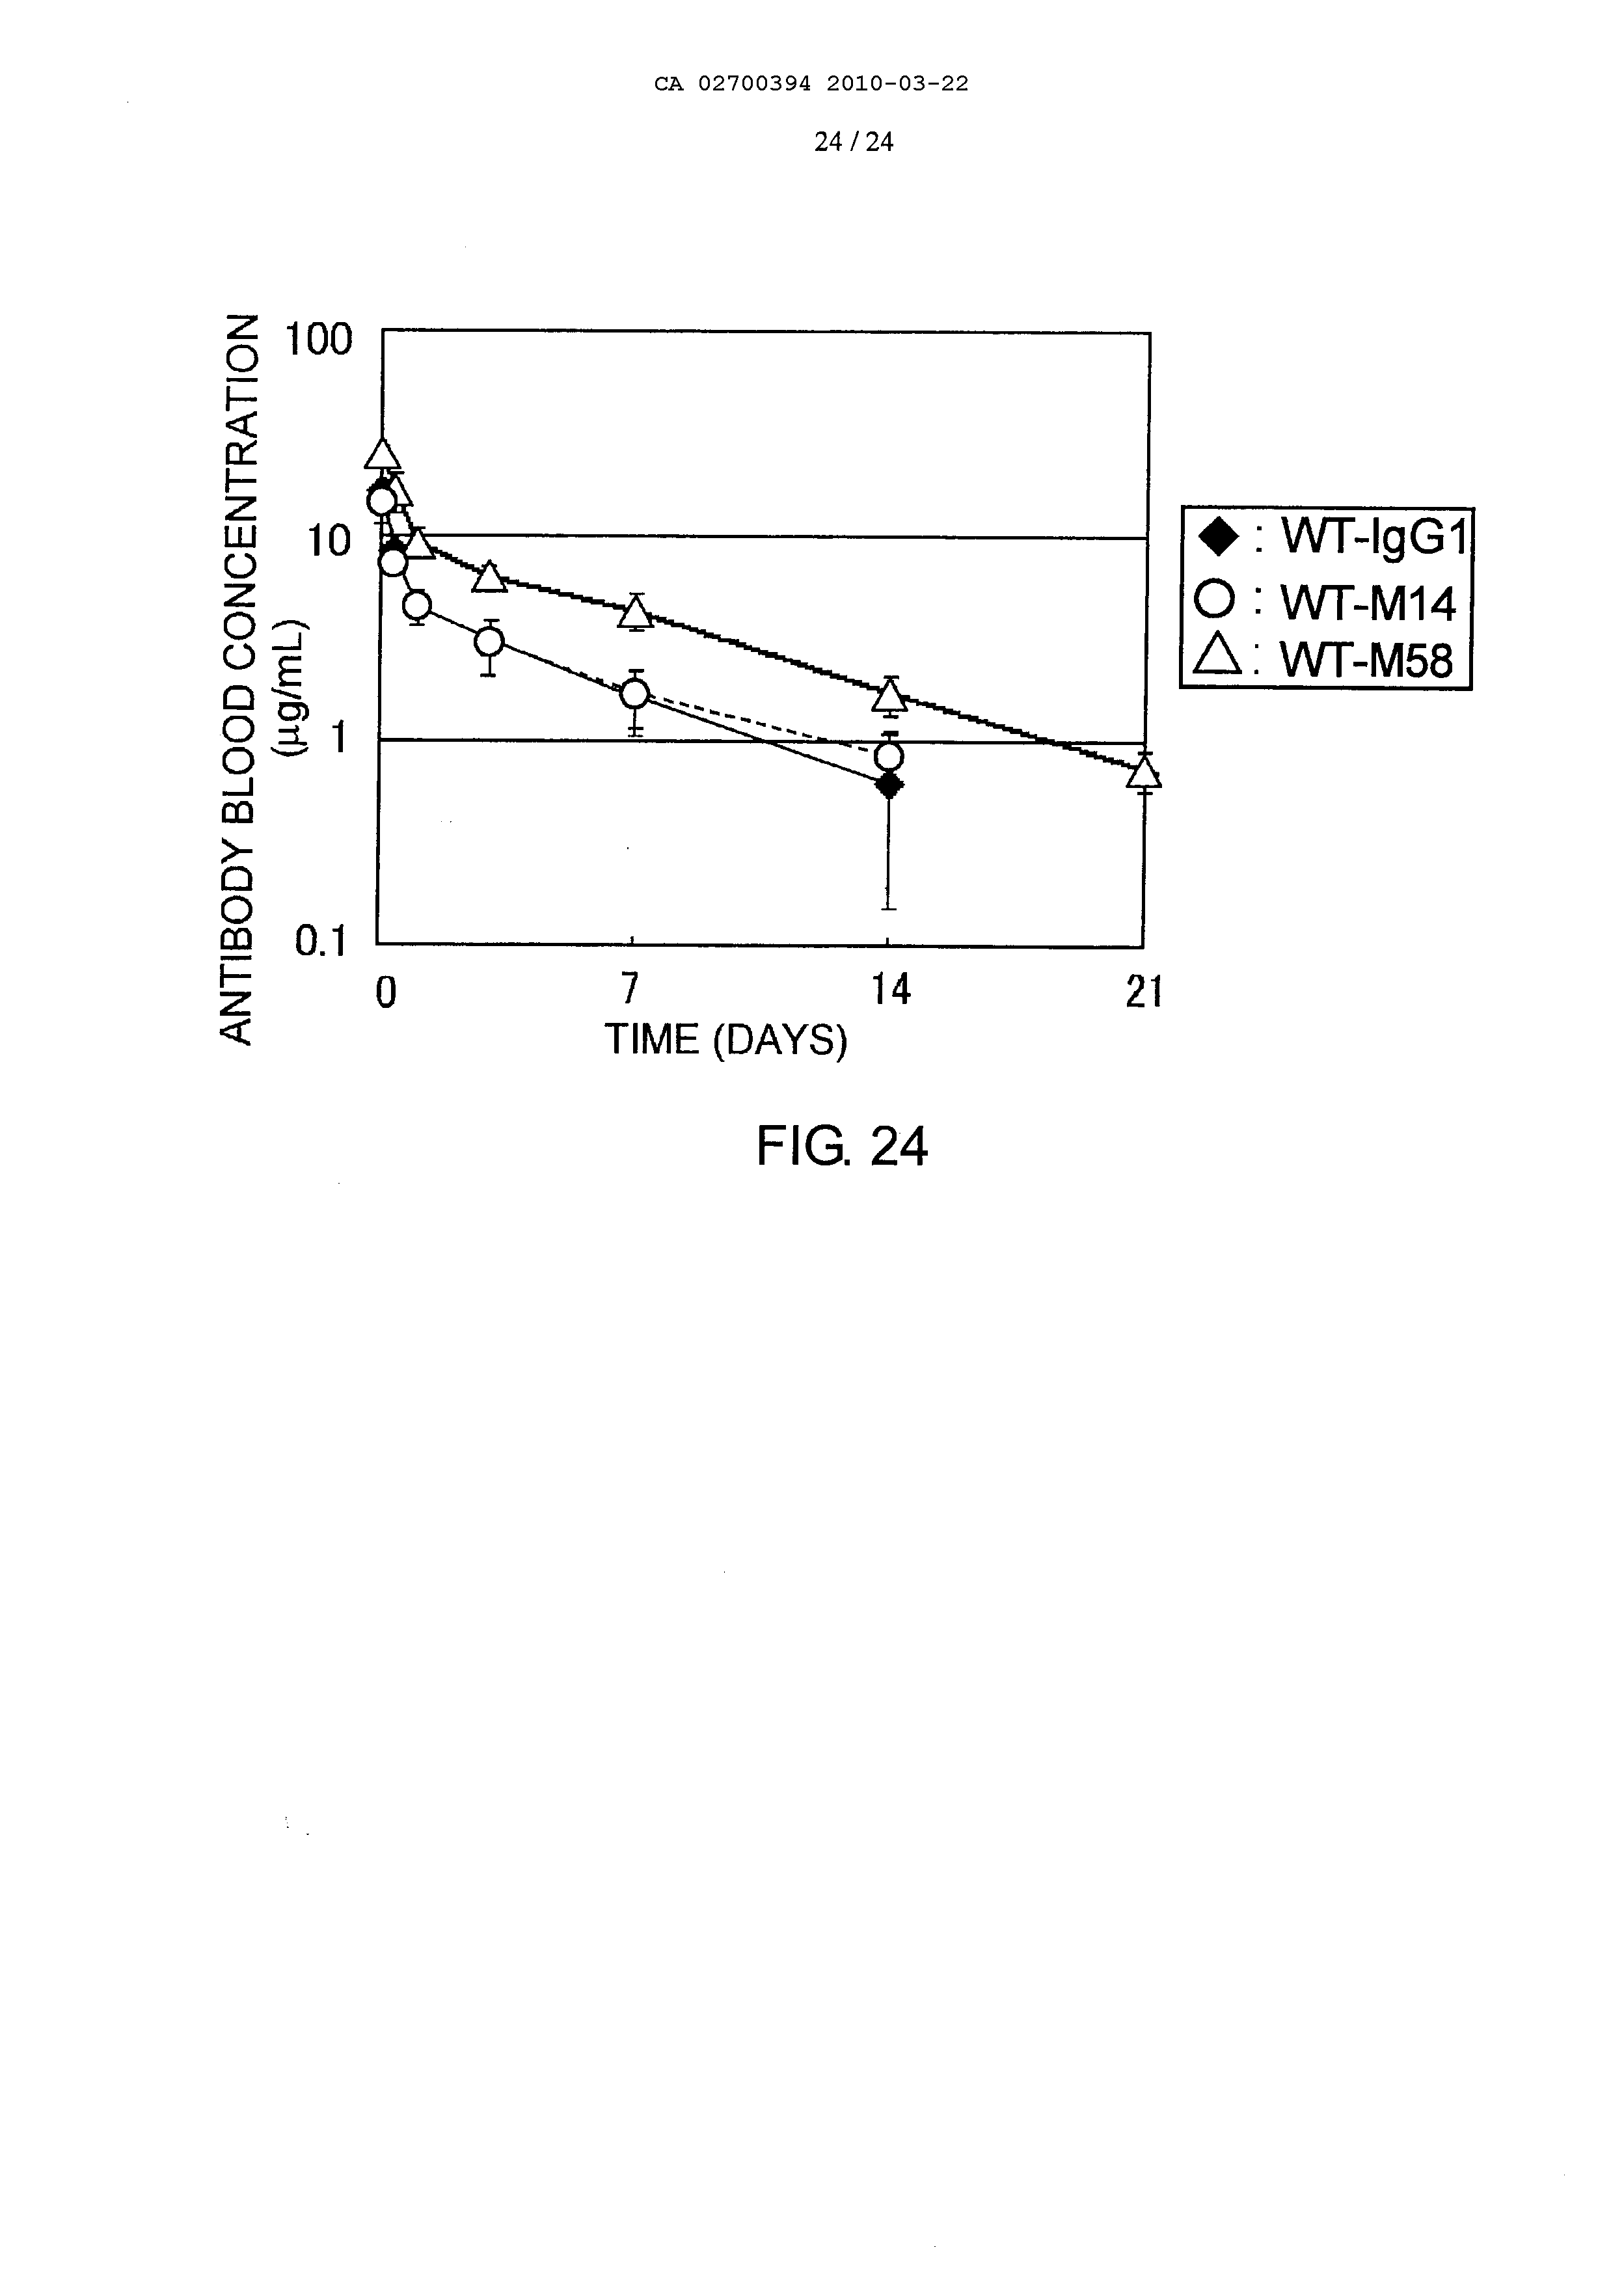 CA 02700394 2010-03-22
24 / 24
ANTIBODY BLOOD CONCENTRATION
(µg/mL)
100
10
1
0.1
0 7 14 21
TIME (DAYS)
◆ : WT-IgG1
○ : WT-M14
△ : WT-M58
FIG. 24